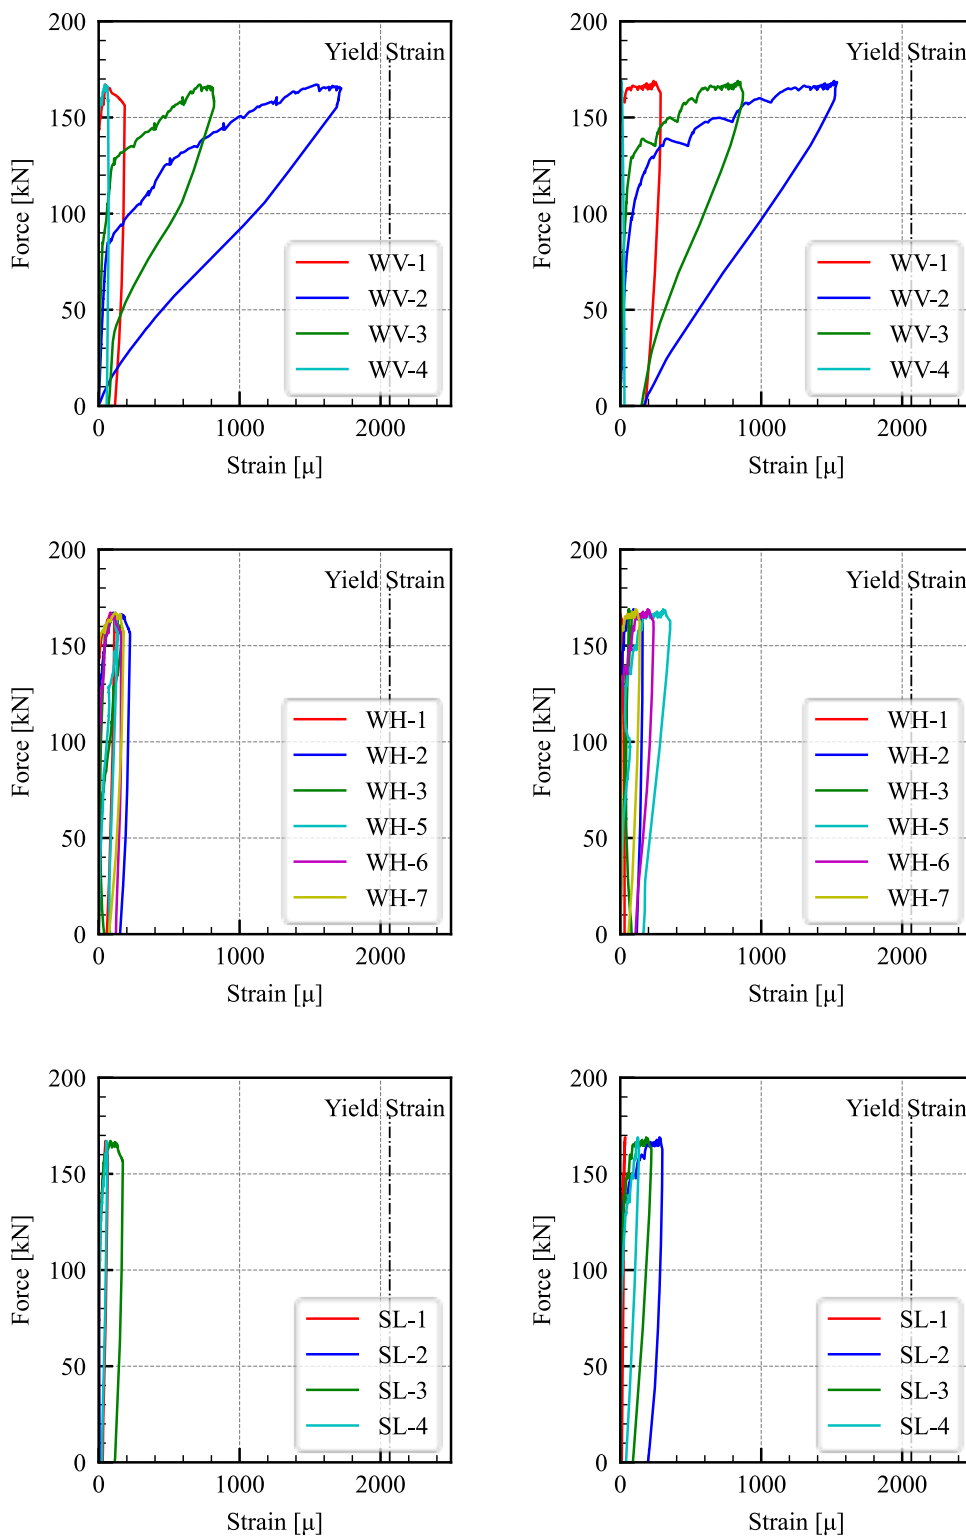 200
150
100
50
0
Force [kN]
Yield Strain
WV-1
WV-2
WV-3
WV-4
0 1000 2000
Strain [μ]
200
150
100
50
0
Force [kN]
Yield Strain
WV-1
WV-2
WV-3
WV-4
0 1000 2000
Strain [μ]
200
150
100
50
0
Force [kN]
Yield Strain
WH-1
WH-2
WH-3
WH-5
WH-6
WH-7
0 1000 2000
Strain [μ]
200
150
100
50
0
Force [kN]
Yield Strain
WH-1
WH-2
WH-3
WH-5
WH-6
WH-7
0 1000 2000
Strain [μ]
200
150
100
50
0
Force [kN]
Yield Strain
SL-1
SL-2
SL-3
SL-4
0 1000 2000
Strain [μ]
200
150
100
50
0
Force [kN]
Yield Strain
SL-1
SL-2
SL-3
SL-4
0 1000 2000
Strain [μ]